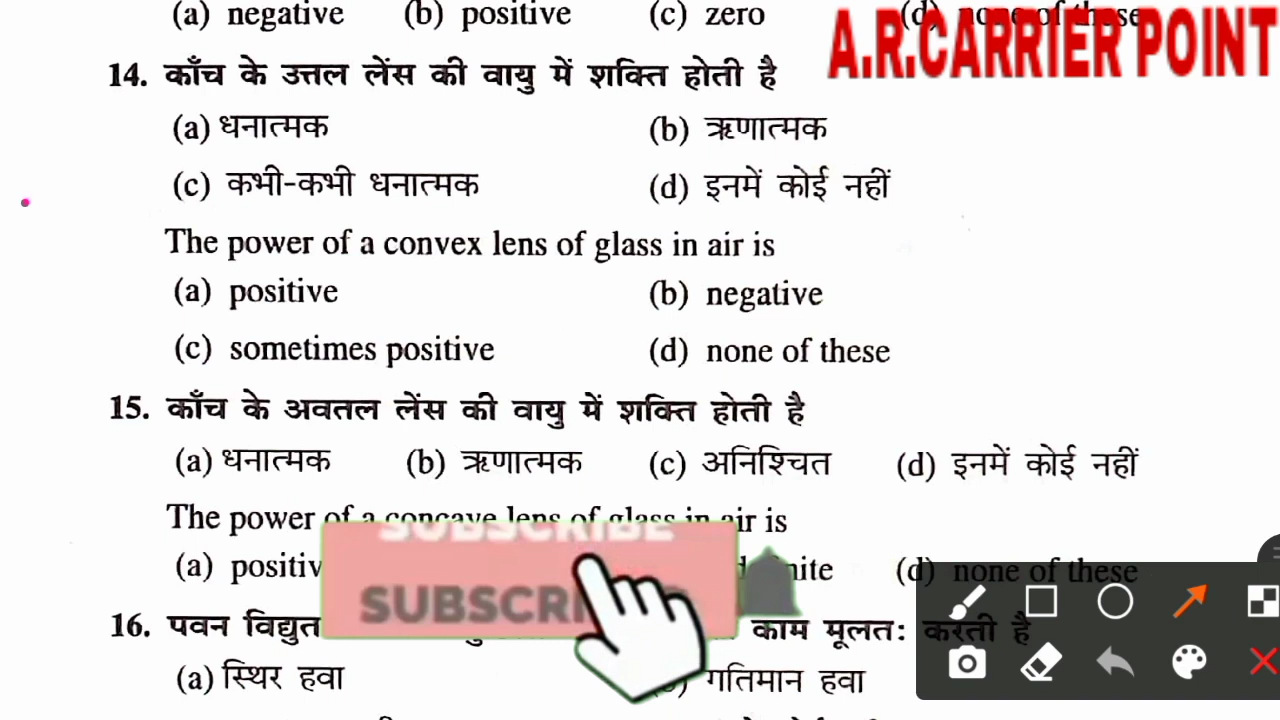 (a) negative (b) positive (c) zero (d) none of these
A.R.CARRIER POINT
14. काँच के उत्तल लेंस की वायु में शक्ति होती है
(a) धनात्मक (b) ऋणात्मक
(c) कभी-कभी धनात्मक (d) इनमें कोई नहीं
The power of a convex lens of glass in air is
(a) positive (b) negative
(c) sometimes positive (d) none of these
15. काँच के अवतल लेंस की वायु में शक्ति होती है
(a) धनात्मक (b) ऋणात्मक (c) अनिश्चित (d) इनमें कोई नहीं
The power of a concave lens of glass in air is
(a) (d) none of these
SUBSCRIBE
16. पवन विद्युत काम मूलतः करती है
(a) स्थिर हवा गतिमान हवा